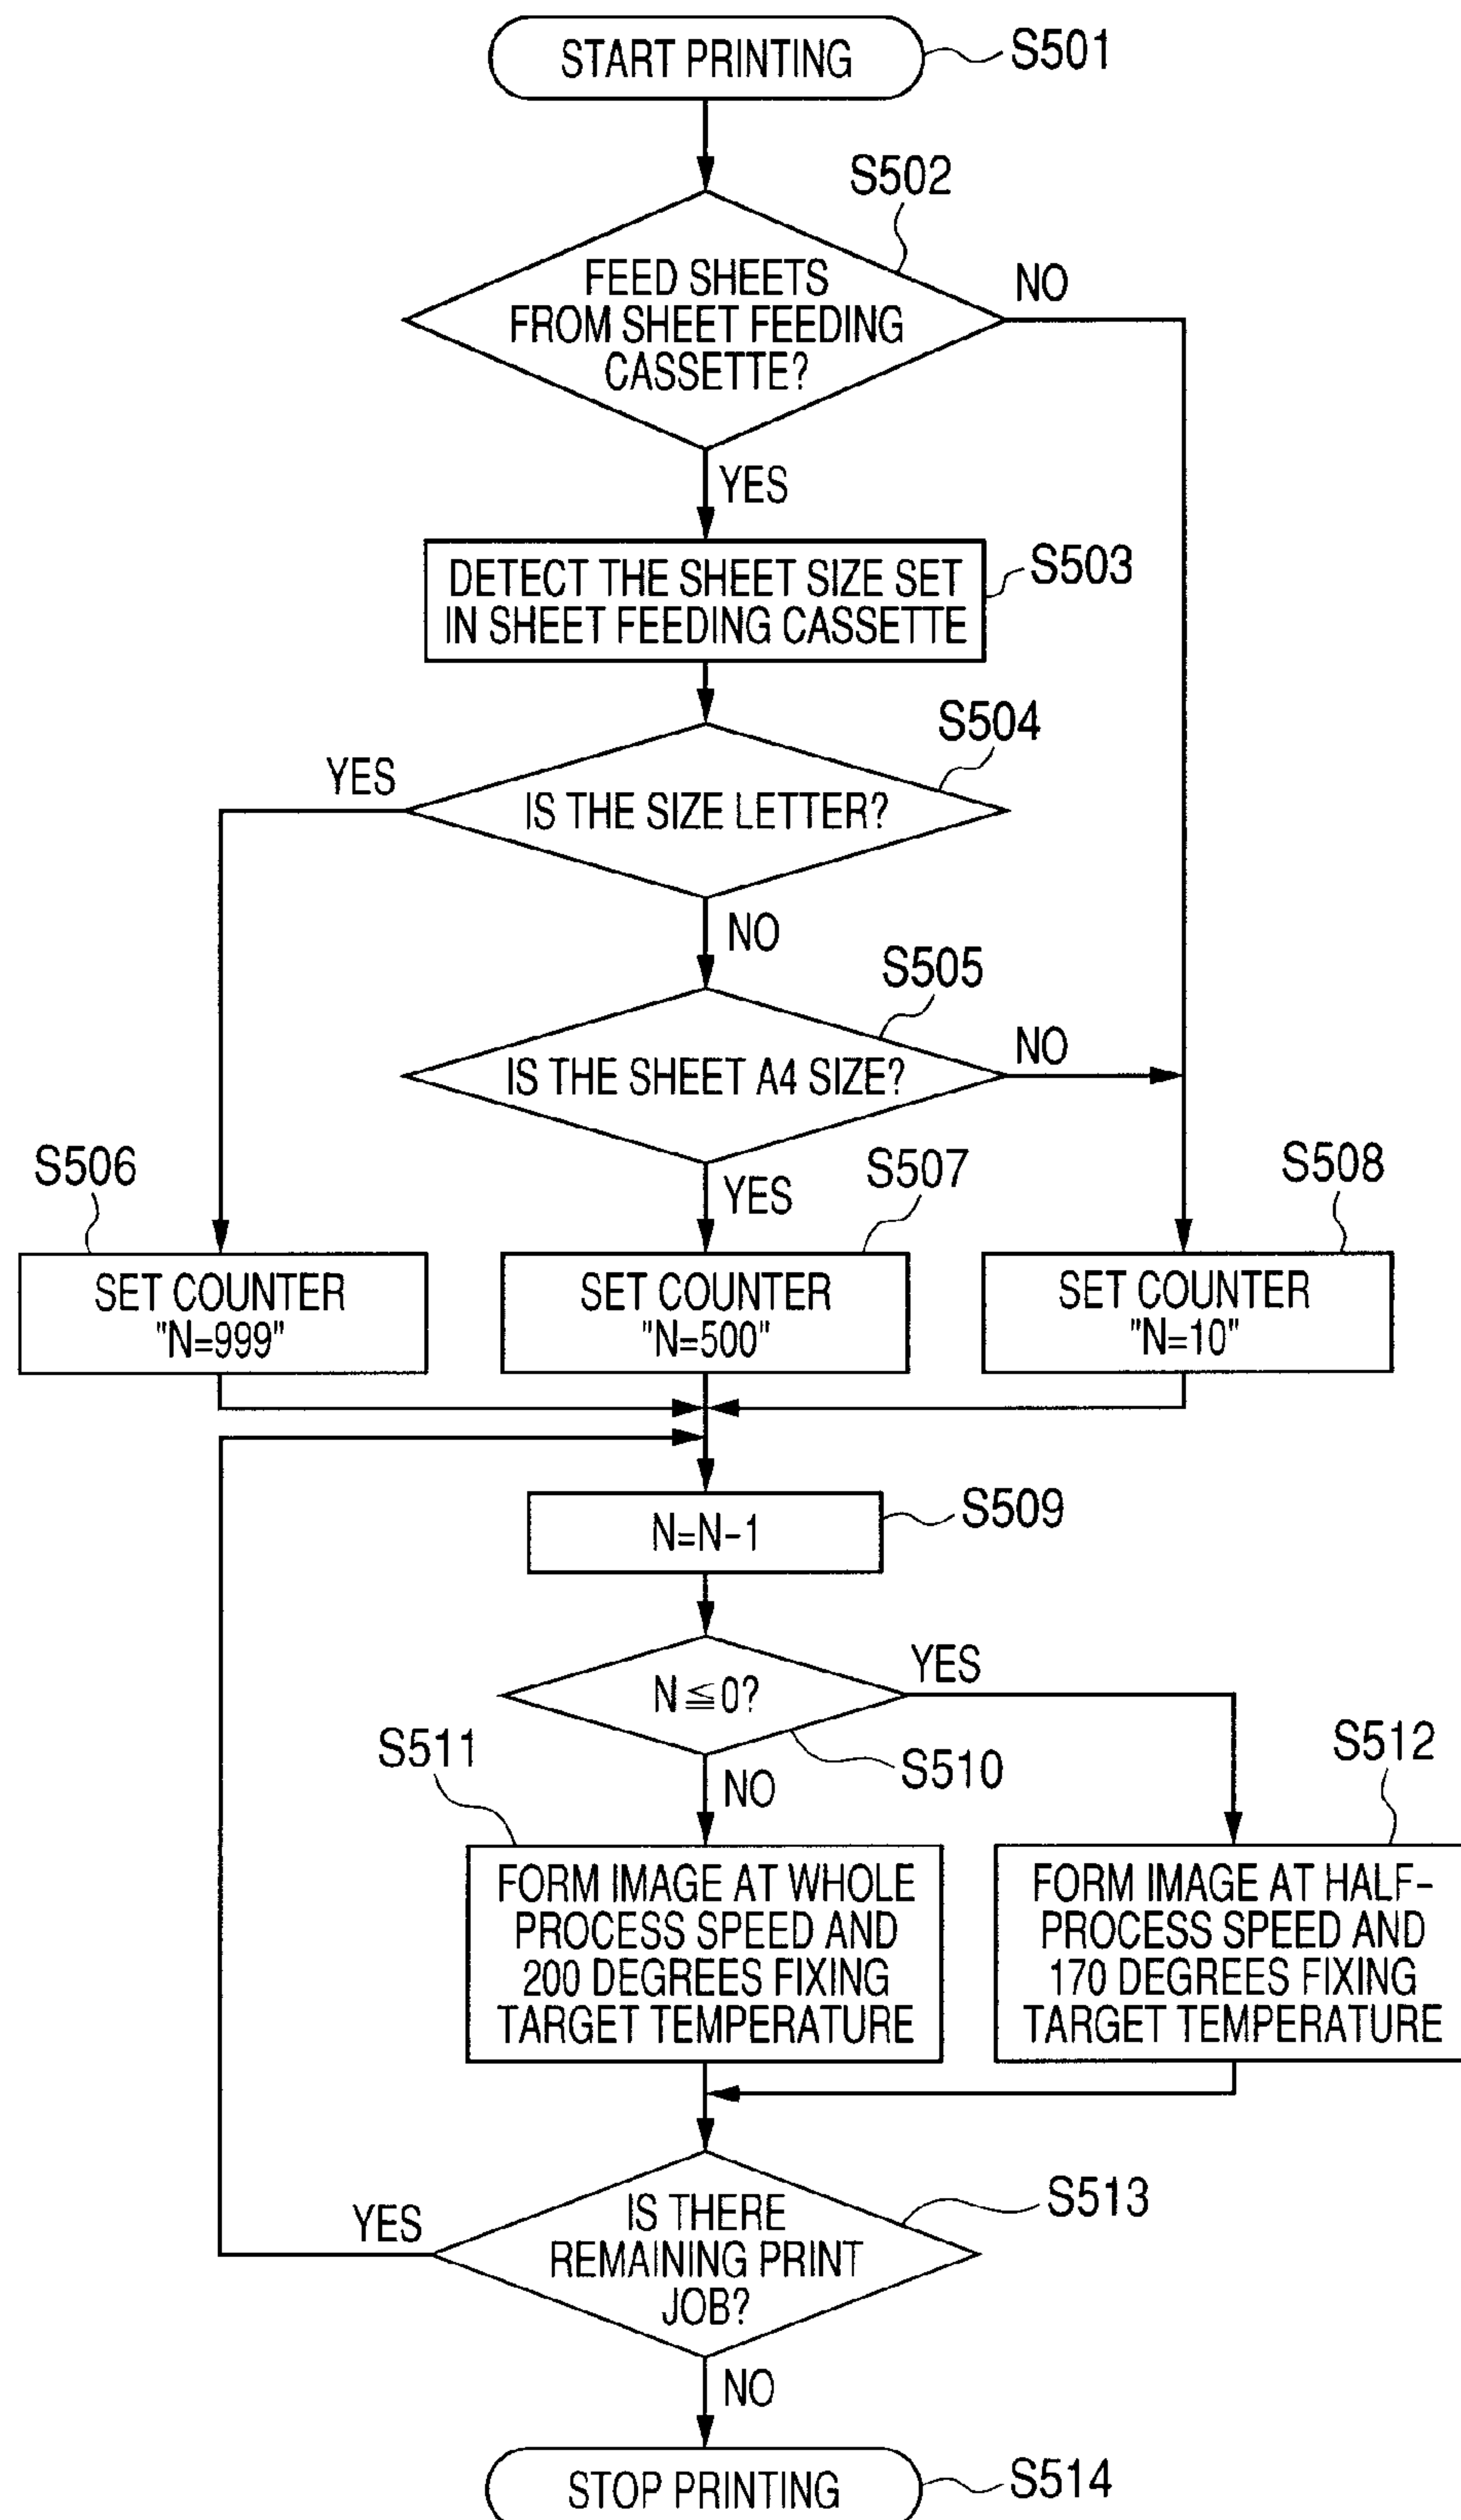 START PRINTING
S501
S502
FEED SHEETS
FROM SHEET FEEDING
CASSETTE?
NO
YES
DETECT THE SHEET SIZE SET
IN SHEET FEEDING CASSETTE
S503
S504
YES
IS THE SIZE LETTER?
NO
S505
IS THE SHEET A4 SIZE?
NO
YES
S506
S507
S508
SET COUNTER
"N=999"
SET COUNTER
"N=500"
SET COUNTER
"N=10"
N=N-1
S509
N≦0?
YES
S510
NO
S511
S512
FORM IMAGE AT WHOLE
PROCESS SPEED AND
200 DEGREES FIXING
TARGET TEMPERATURE
FORM IMAGE AT HALF-
PROCESS SPEED AND
170 DEGREES FIXING
TARGET TEMPERATURE
S513
YES
IS THERE
REMAINING PRINT
JOB?
NO
STOP PRINTING
S514